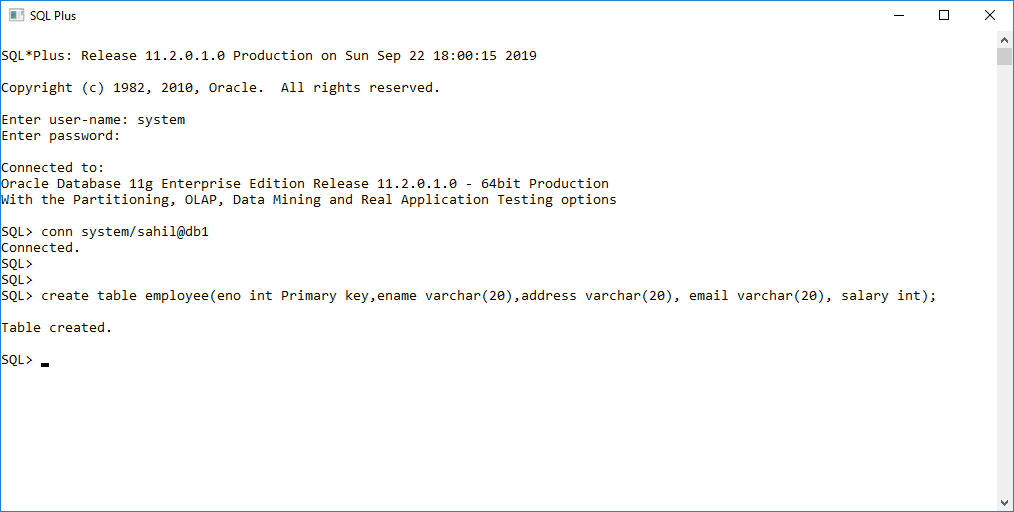 SQL Plus
SQL*Plus: Release 11.2.0.1.0 Production on Sun Sep 22 18:00:15 2019
Copyright (c) 1982, 2010, Oracle.  All rights reserved.
Enter user-name: system
Enter password:
Connected to:
Oracle Database 11g Enterprise Edition Release 11.2.0.1.0 - 64bit Production
With the Partitioning, OLAP, Data Mining and Real Application Testing options
SQL> conn system/sahil@db1
Connected.
SQL>
SQL>
SQL> create table employee(eno int Primary key,ename varchar(20),address varchar(20), email varchar(20), salary int);
Table created.
SQL>